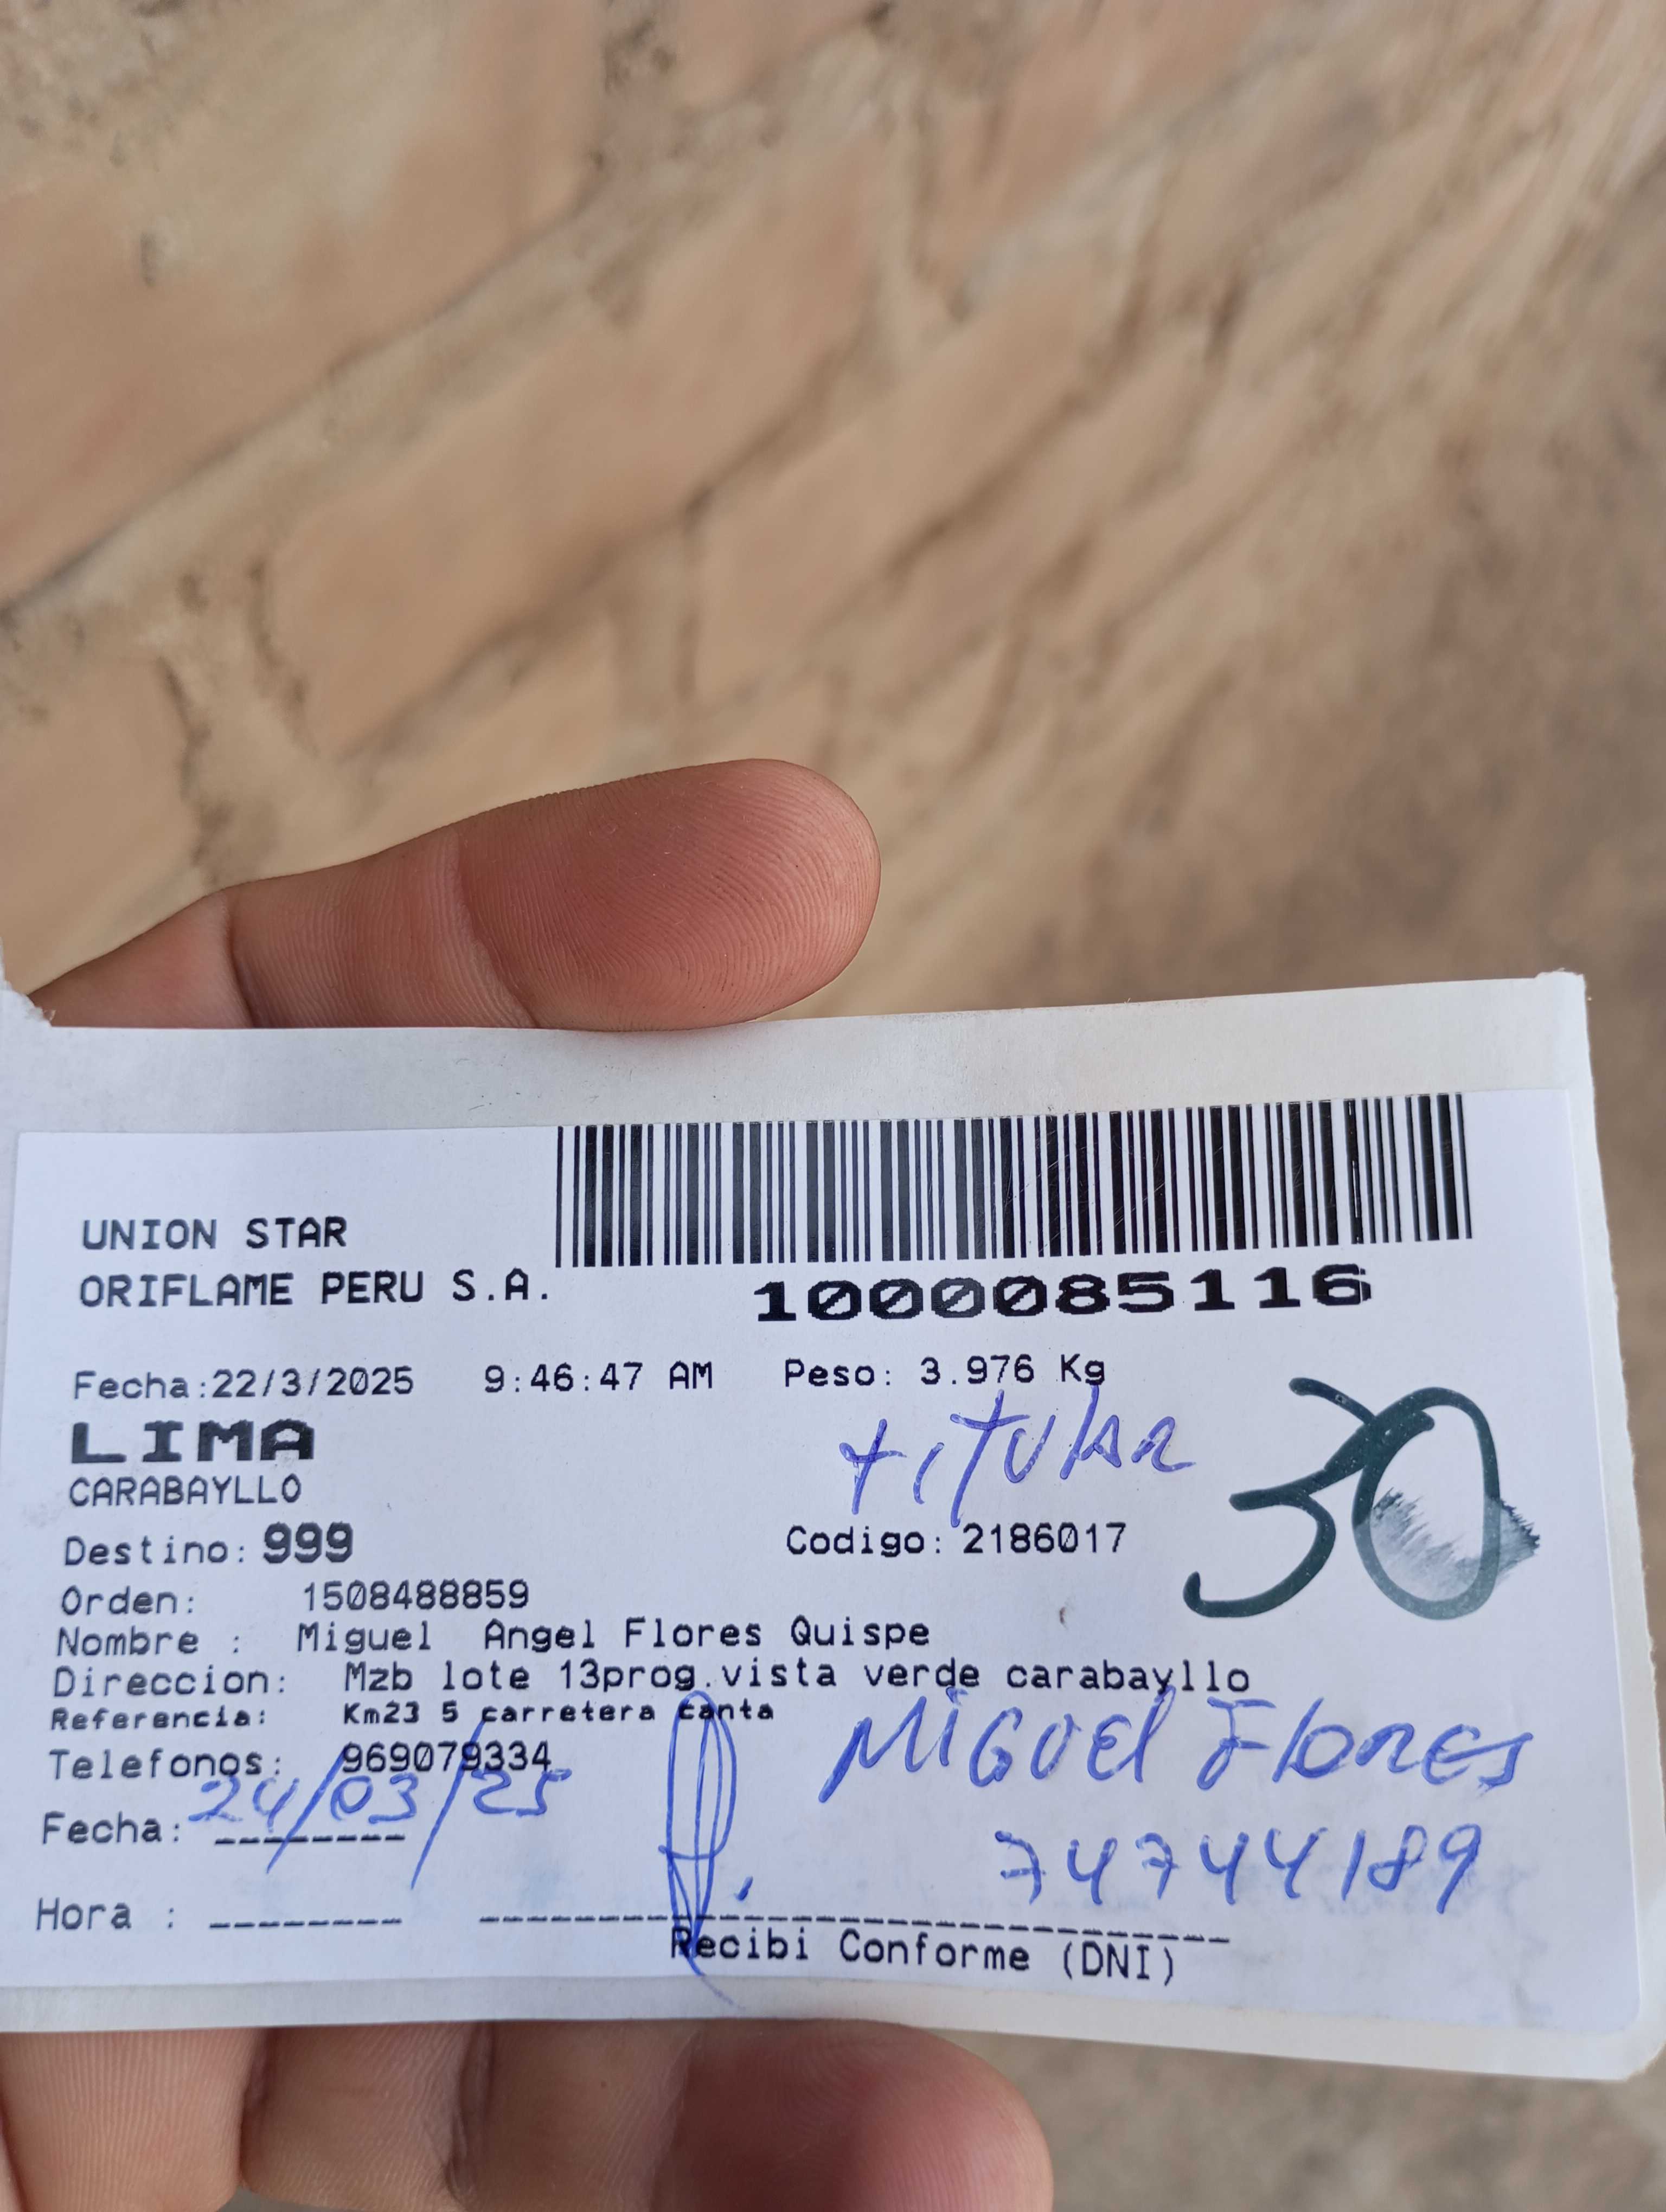 UNION STAR
ORIFLAME PERU S.A.
1000085116
Fecha:22/3/2025 9:46:47 AM Peso: 3.976 Kg
LIMA
titular
30
CARABAYLLO
Destino: 999 Codigo: 2186017
Orden: 1508488859
Nombre : Miguel Angel Flores Quispe
Direccion: Mzb lote 13prog.vista verde carabayllo
Referencia: Km23 5 carretera canta
Telefonos: 969079334
Miguel Flores
Fecha: 24/03/25
74744189
Hora :
Recibi Conforme (DNI)